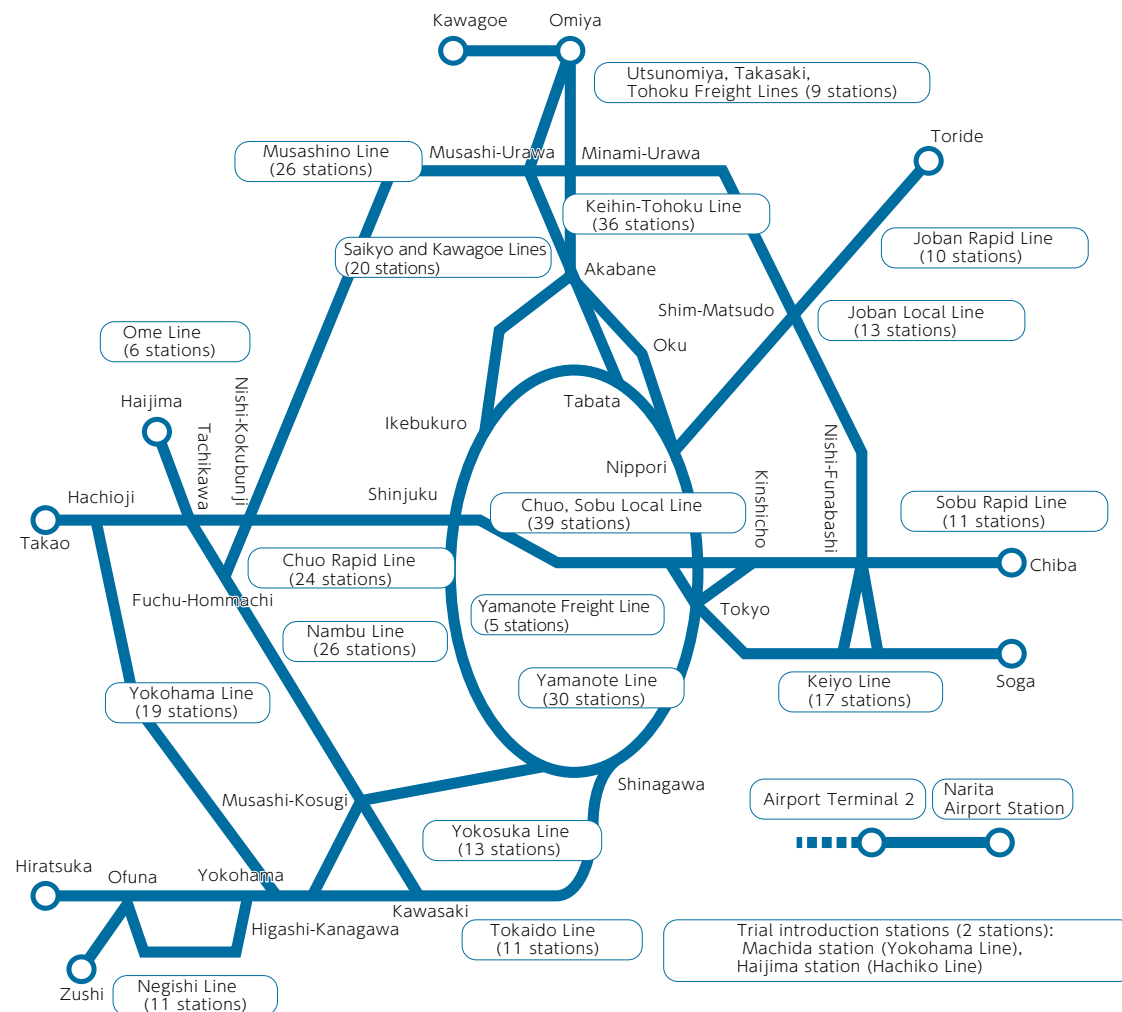 Kawagoe
Omiya
Utsunomiya, Takasaki,
Tohoku Freight Lines (9 stations)
Toride
Musashino Line
(26 stations)
Musashi-Urawa
Minami-Urawa
Keihin-Tohoku Line
(36 stations)
Joban Rapid Line
(10 stations)
Saikyo and Kawagoe Lines
(20 stations)
Akabane
Shim-Matsudo
Joban Local Line
(13 stations)
Ome Line
(6 stations)
Oku
Haijima
Tachikawa
Nishi-Kokubunji
Tabata
Ikebukuro
Nippori
Kinshicho
Nishi-Funabashi
Hachioji
Shinjuku
Chuo, Sobu Local Line
(39 stations)
Sobu Rapid Line
(11 stations)
Takao
Chuo Rapid Line
(24 stations)
Chiba
Fuchu-Hommachi
Yamanote Freight Line
(5 stations)
Tokyo
Nambu Line
(26 stations)
Yokohama Line
(19 stations)
Yamanote Line
(30 stations)
Keiyo Line
(17 stations)
Soga
Shinagawa
Musashi-Kosugi
Airport Terminal 2
Narita
Airport Station
Yokosuka Line
(13 stations)
Hiratsuka
Ofuna
Yokohama
Kawasaki
Higashi-Kanagawa
Tokaido Line
(11 stations)
Trial introduction stations (2 stations):
Machida station (Yokohama Line),
Haijima station (Hachiko Line)
Zushi
Negishi Line
(11 stations)